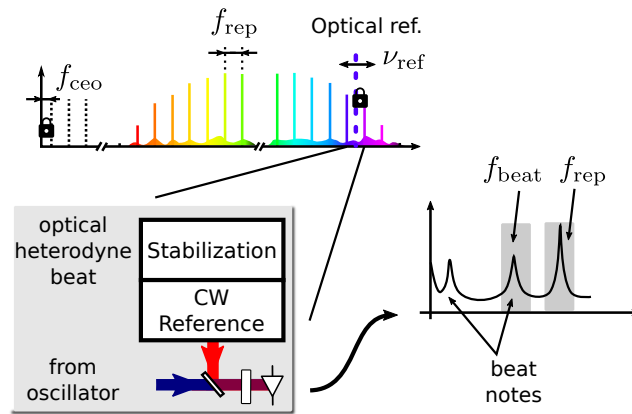 f_rep
Optical ref.
ν_ref
f_ceo
optical
heterodyne
beat
Stabilization
CW
Reference
from
oscillator
f_beat
f_rep
beat
notes